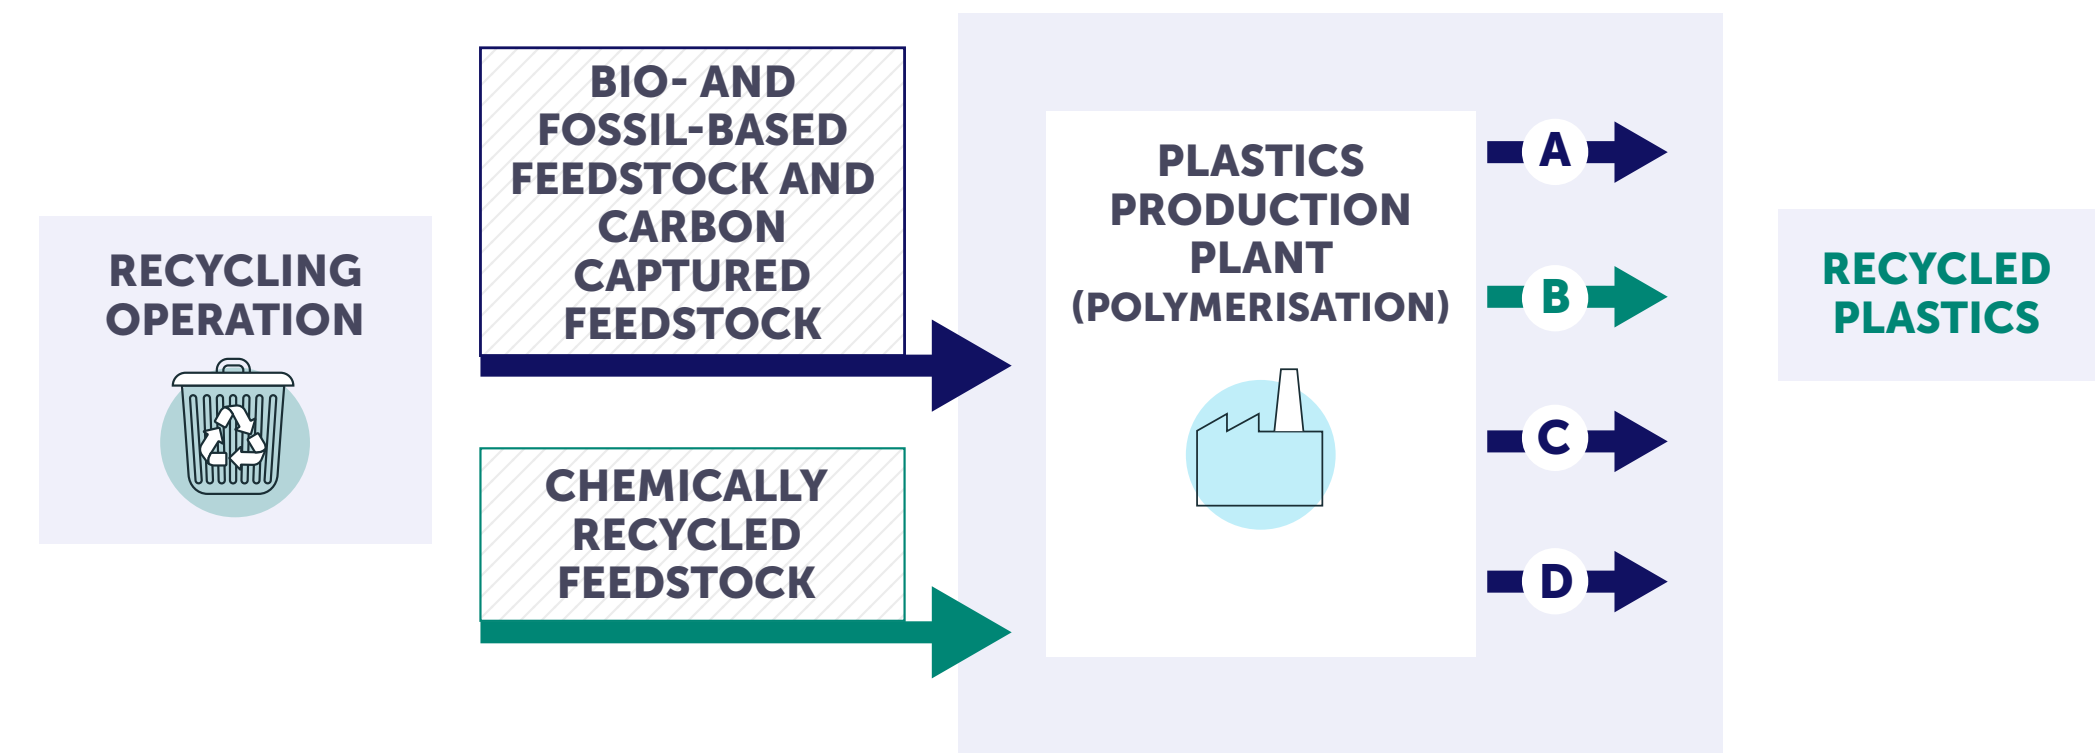 RECYCLING
OPERATION
BIO- AND
FOSSIL-BASED
FEEDSTOCK AND
CARBON
CAPTURED
FEEDSTOCK
CHEMICALLY
RECYCLED
FEEDSTOCK
PLASTICS
PRODUCTION
PLANT
(POLYMERISATION)
A
B
C
D
RECYCLED
PLASTICS